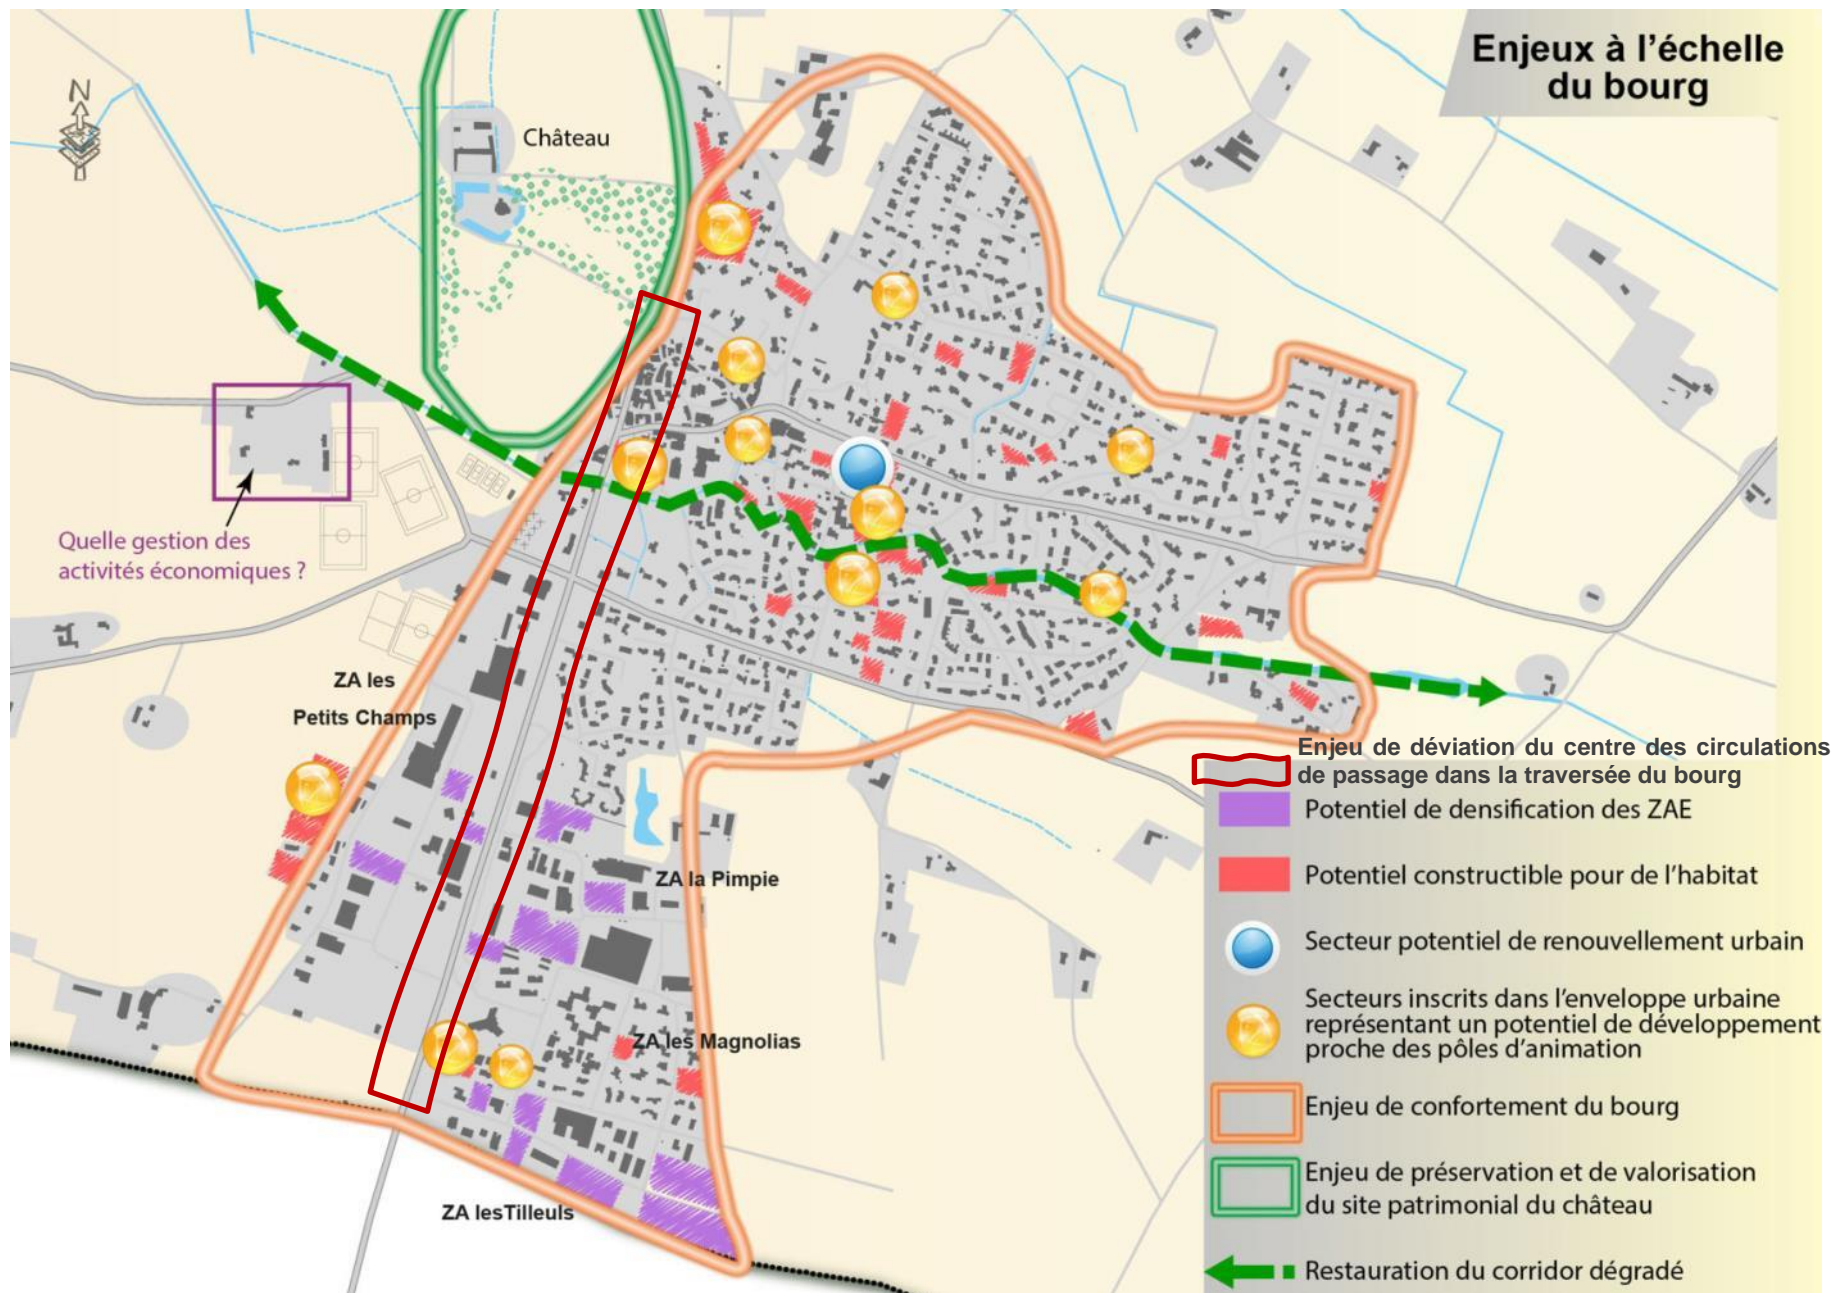 Enjeux à l'échelle
du bourg
N
Château
Quelle gestion des
activités économiques ?
ZA les
Petits Champs
ZA la Pimpie
ZA les Magnolias
ZA lesTilleuls
Enjeu de déviation du centre des circulations
de passage dans la traversée du bourg
Potentiel de densification des ZAE
Potentiel constructible pour de l'habitat
Secteur potentiel de renouvellement urbain
Secteurs inscrits dans l'enveloppe urbaine
représentant un potentiel de développement
proche des pôles d'animation
Enjeu de confortement du bourg
Enjeu de préservation et de valorisation
du site patrimonial du château
Restauration du corridor dégradé